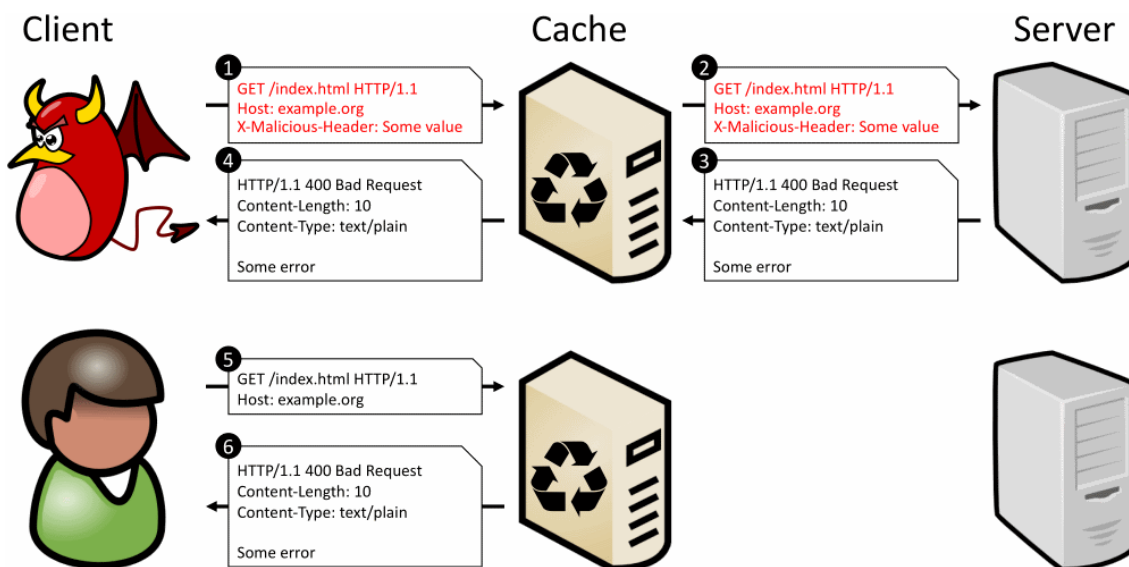 Client
Cache
Server
1
GET /index.html HTTP/1.1
Host: example.org
X-Malicious-Header: Some value
2
GET /index.html HTTP/1.1
Host: example.org
X-Malicious-Header: Some value
4
HTTP/1.1 400 Bad Request
Content-Length: 10
Content-Type: text/plain
Some error
3
HTTP/1.1 400 Bad Request
Content-Length: 10
Content-Type: text/plain
Some error
5
GET /index.html HTTP/1.1
Host: example.org
6
HTTP/1.1 400 Bad Request
Content-Length: 10
Content-Type: text/plain
Some error